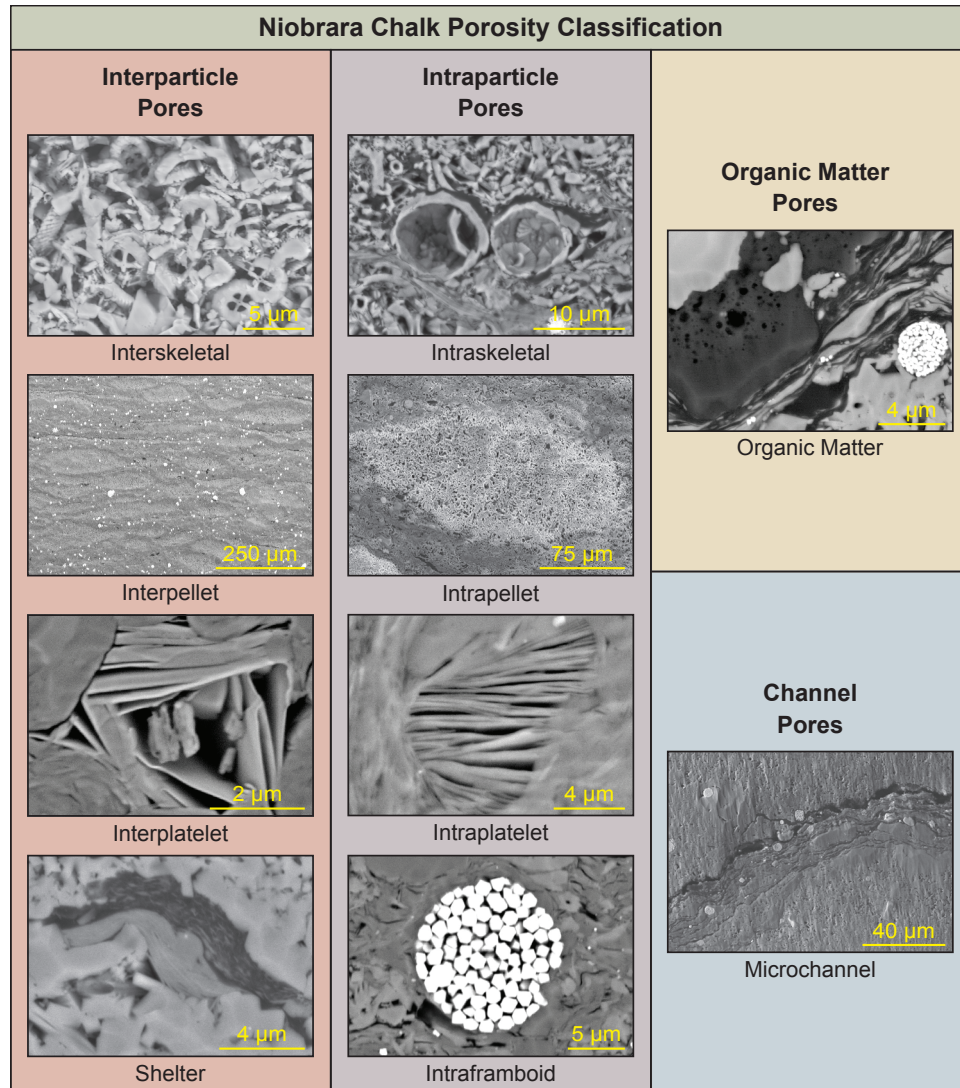 Niobrara Chalk Porosity Classification
Interparticle
Pores
5 µm
Interskeletal
250 µm
Interpellet
2 µm
Interplatelet
4 µm
Shelter
Intraparticle
Pores
10 µm
Intraskeletal
75 µm
Intrapellet
4 µm
Intraplatelet
5 µm
Intraframboid
Organic Matter
Pores
4 µm
Organic Matter
Channel
Pores
40 µm
Microchannel